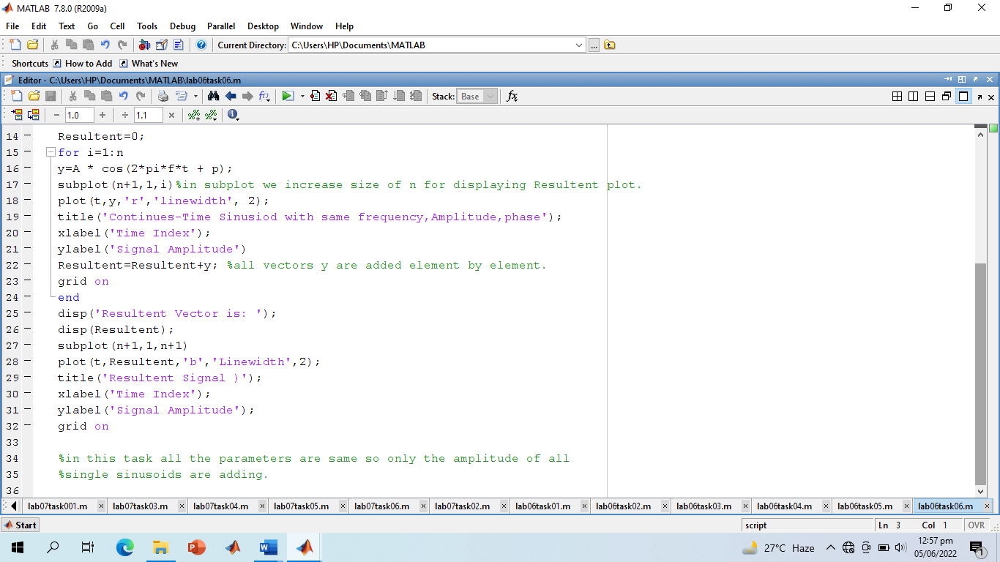 MATLAB 7.8.0 (R2009a)
File Edit Text Go Cell Tools Debug Parallel Desktop Window Help
Current Directory: C:\Users\HP\Documents\MATLAB ...
Shortcuts How to Add What's New
Editor - C:\Users\HP\Documents\MATLAB\lab06task06.m
Stack: Base fx
− 1.0 + ÷ 1.1 ×
14 Resultent=0;
15 for i=1:n
16 y=A * cos(2*pi*f*t + p);
17 subplot(n+1,1,i)%in subplot we increase size of n for displaying Resultent plot.
18 plot(t,y,'r','linewidth', 2);
19 title('Continues-Time Sinusiod with same frequency,Amplitude,phase');
20 xlabel('Time Index');
21 ylabel('Signal Amplitude')
22 Resultent=Resultent+y; %all vectors y are added element by element.
23 grid on
24 end
25 disp('Resultent Vector is: ');
26 disp(Resultent);
27 subplot(n+1,1,n+1)
28 plot(t,Resultent,'b','Linewidth',2);
29 title('Resultent Signal )');
30 xlabel('Time Index');
31 ylabel('Signal Amplitude');
32 grid on
33
34 %in this task all the parameters are same so only the amplitude of all
35 %single sinusoids are adding.
36
lab07task001.m lab07task03.m lab07task04.m lab07task05.m lab07task06.m lab07task02.m lab06task01.m lab06task02.m lab06task03.m lab06task04.m lab06task05.m lab06task06.m
Start script Ln 3 Col 1 OVR
27°C Haze 12:57 pm
05/06/2022 1